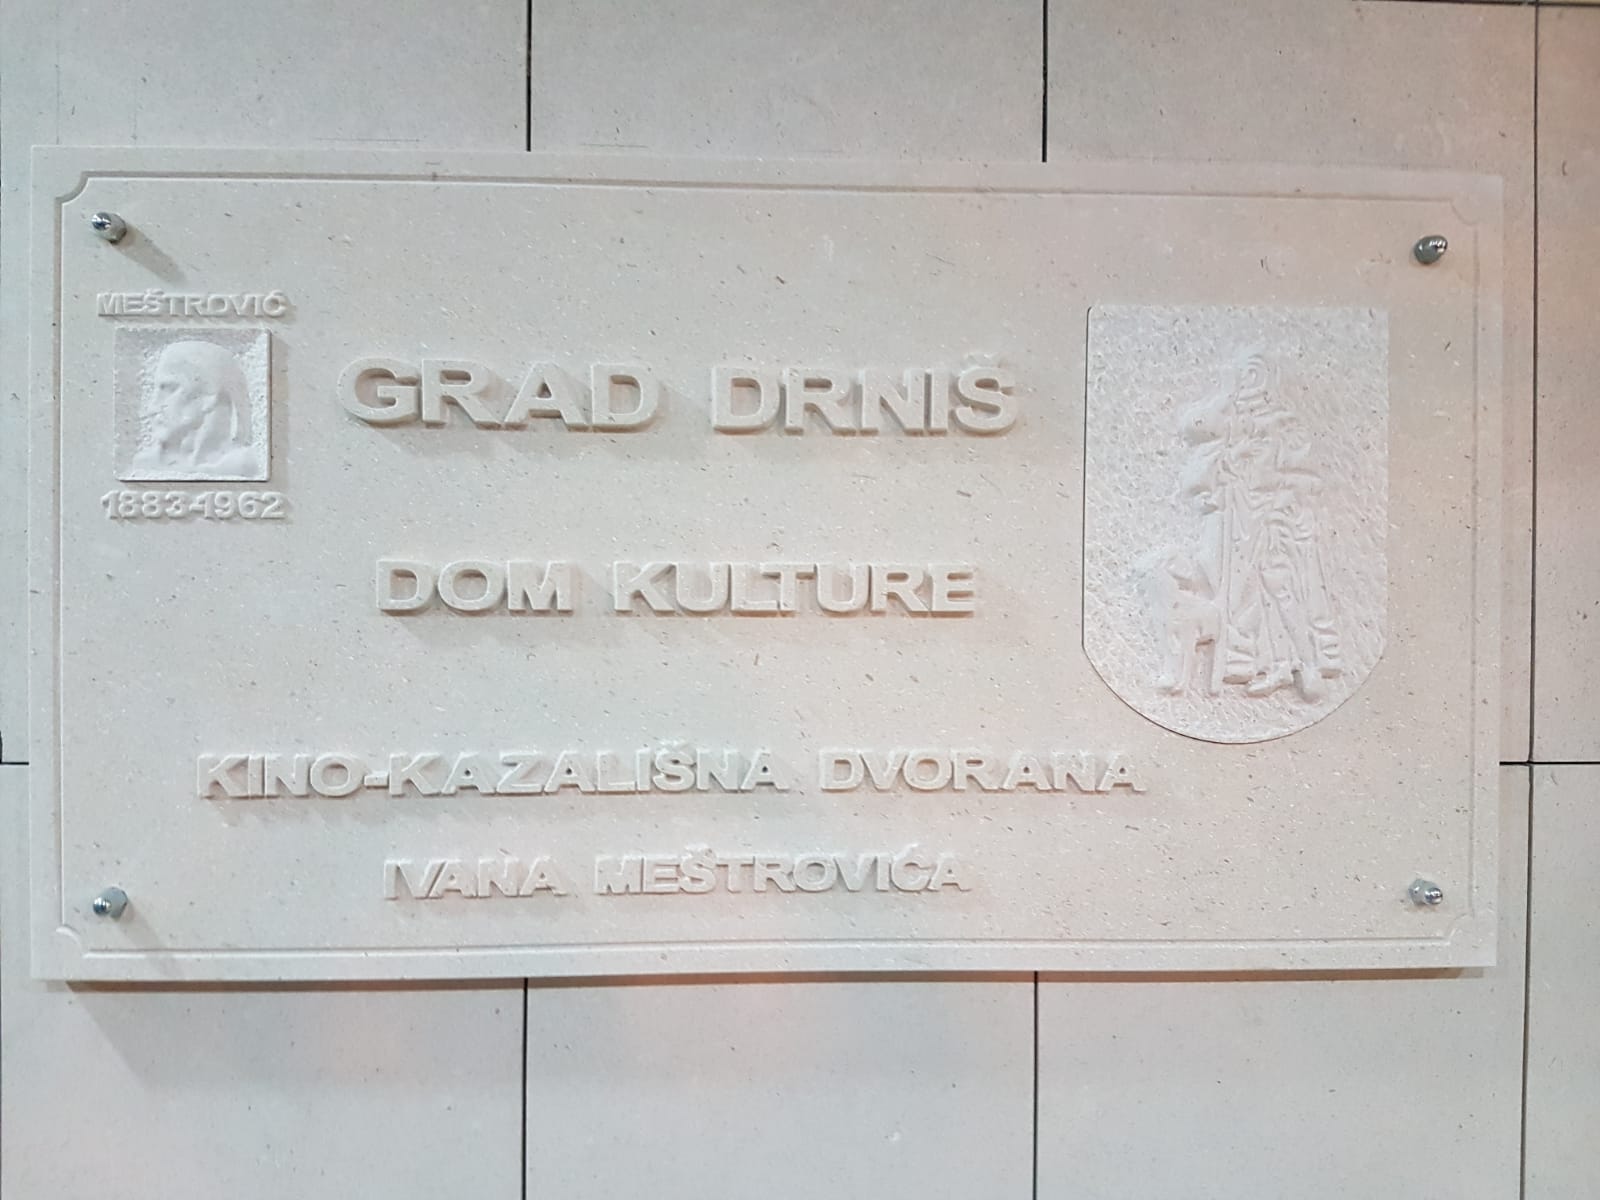 MEŠTROVIĆ
1883-1962
GRAD DRNIŠ
DOM KULTURE
KINO-KAZALIŠNA DVORANA
IVANA MEŠTROVIĆA